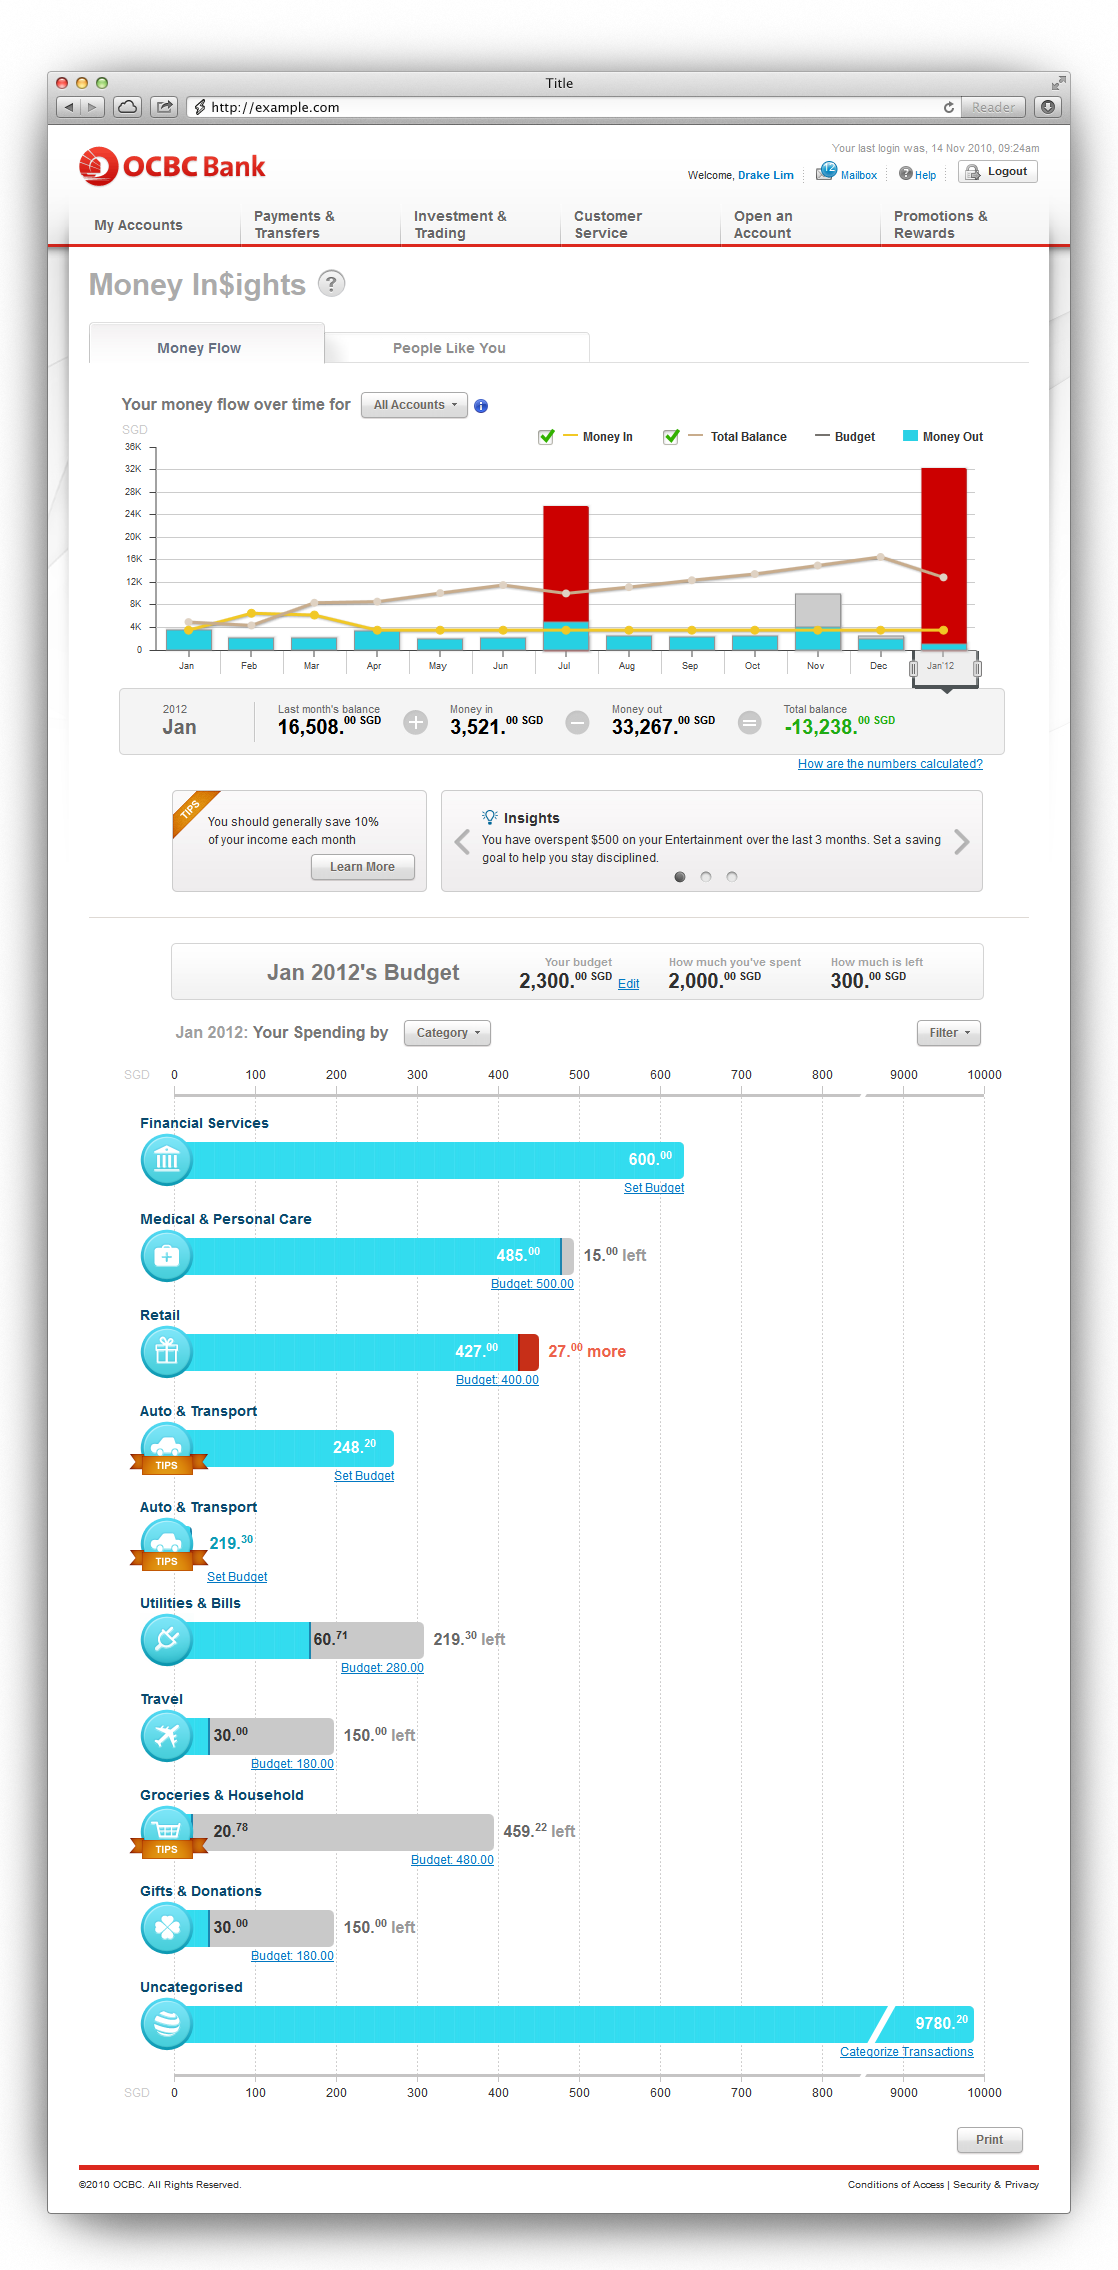 Title
http://example.com
Reader
OCBC Bank
Your last login was, 14 Nov 2010, 09:24am
Welcome, Drake Lim
12
Mailbox
Help
Logout
My Accounts
Payments &
Transfers
Investment &
Trading
Customer
Service
Open an
Account
Promotions &
Rewards
Money In$ights ?
Money Flow
People Like You
Your money flow over time for
All Accounts
i
SGD
Money In
Total Balance
Budget
Money Out
36K
32K
28K
24K
20K
16K
12K
8K
4K
0
Jan
Feb
Mar
Apr
May
Jun
Jul
Aug
Sep
Oct
Nov
Dec
Jan'12
2012
Jan
Last month's balance
16,508.00 SGD
+
Money in
3,521.00 SGD
−
Money out
33,267.00 SGD
=
Total balance
-13,238.00 SGD
How are the numbers calculated?
TIPS
You should generally save 10%
of your income each month
Learn More
Insights
You have overspent $500 on your Entertainment over the last 3 months. Set a saving
goal to help you stay disciplined.
Jan 2012's Budget
Your budget
2,300.00 SGD
Edit
How much you've spent
2,000.00 SGD
How much is left
300.00 SGD
Jan 2012: Your Spending by
Category
Filter
SGD 0 100 200 300 400 500 600 700 800 9000 10000
Financial Services
600.00
Set Budget
Medical & Personal Care
485.00
15.00 left
Budget: 500.00
Retail
427.00
27.00 more
Budget: 400.00
Auto & Transport
248.20
TIPS
Set Budget
Auto & Transport
219.30
TIPS
Set Budget
Utilities & Bills
60.71
219.30 left
Budget: 280.00
Travel
30.00
150.00 left
Budget: 180.00
Groceries & Household
20.78
459.22 left
TIPS
Budget: 480.00
Gifts & Donations
30.00
150.00 left
Budget: 180.00
Uncategorised
9780.20
Categorize Transactions
SGD 0 100 200 300 400 500 600 700 800 9000 10000
Print
©2010 OCBC. All Rights Reserved.
Conditions of Access | Security & Privacy